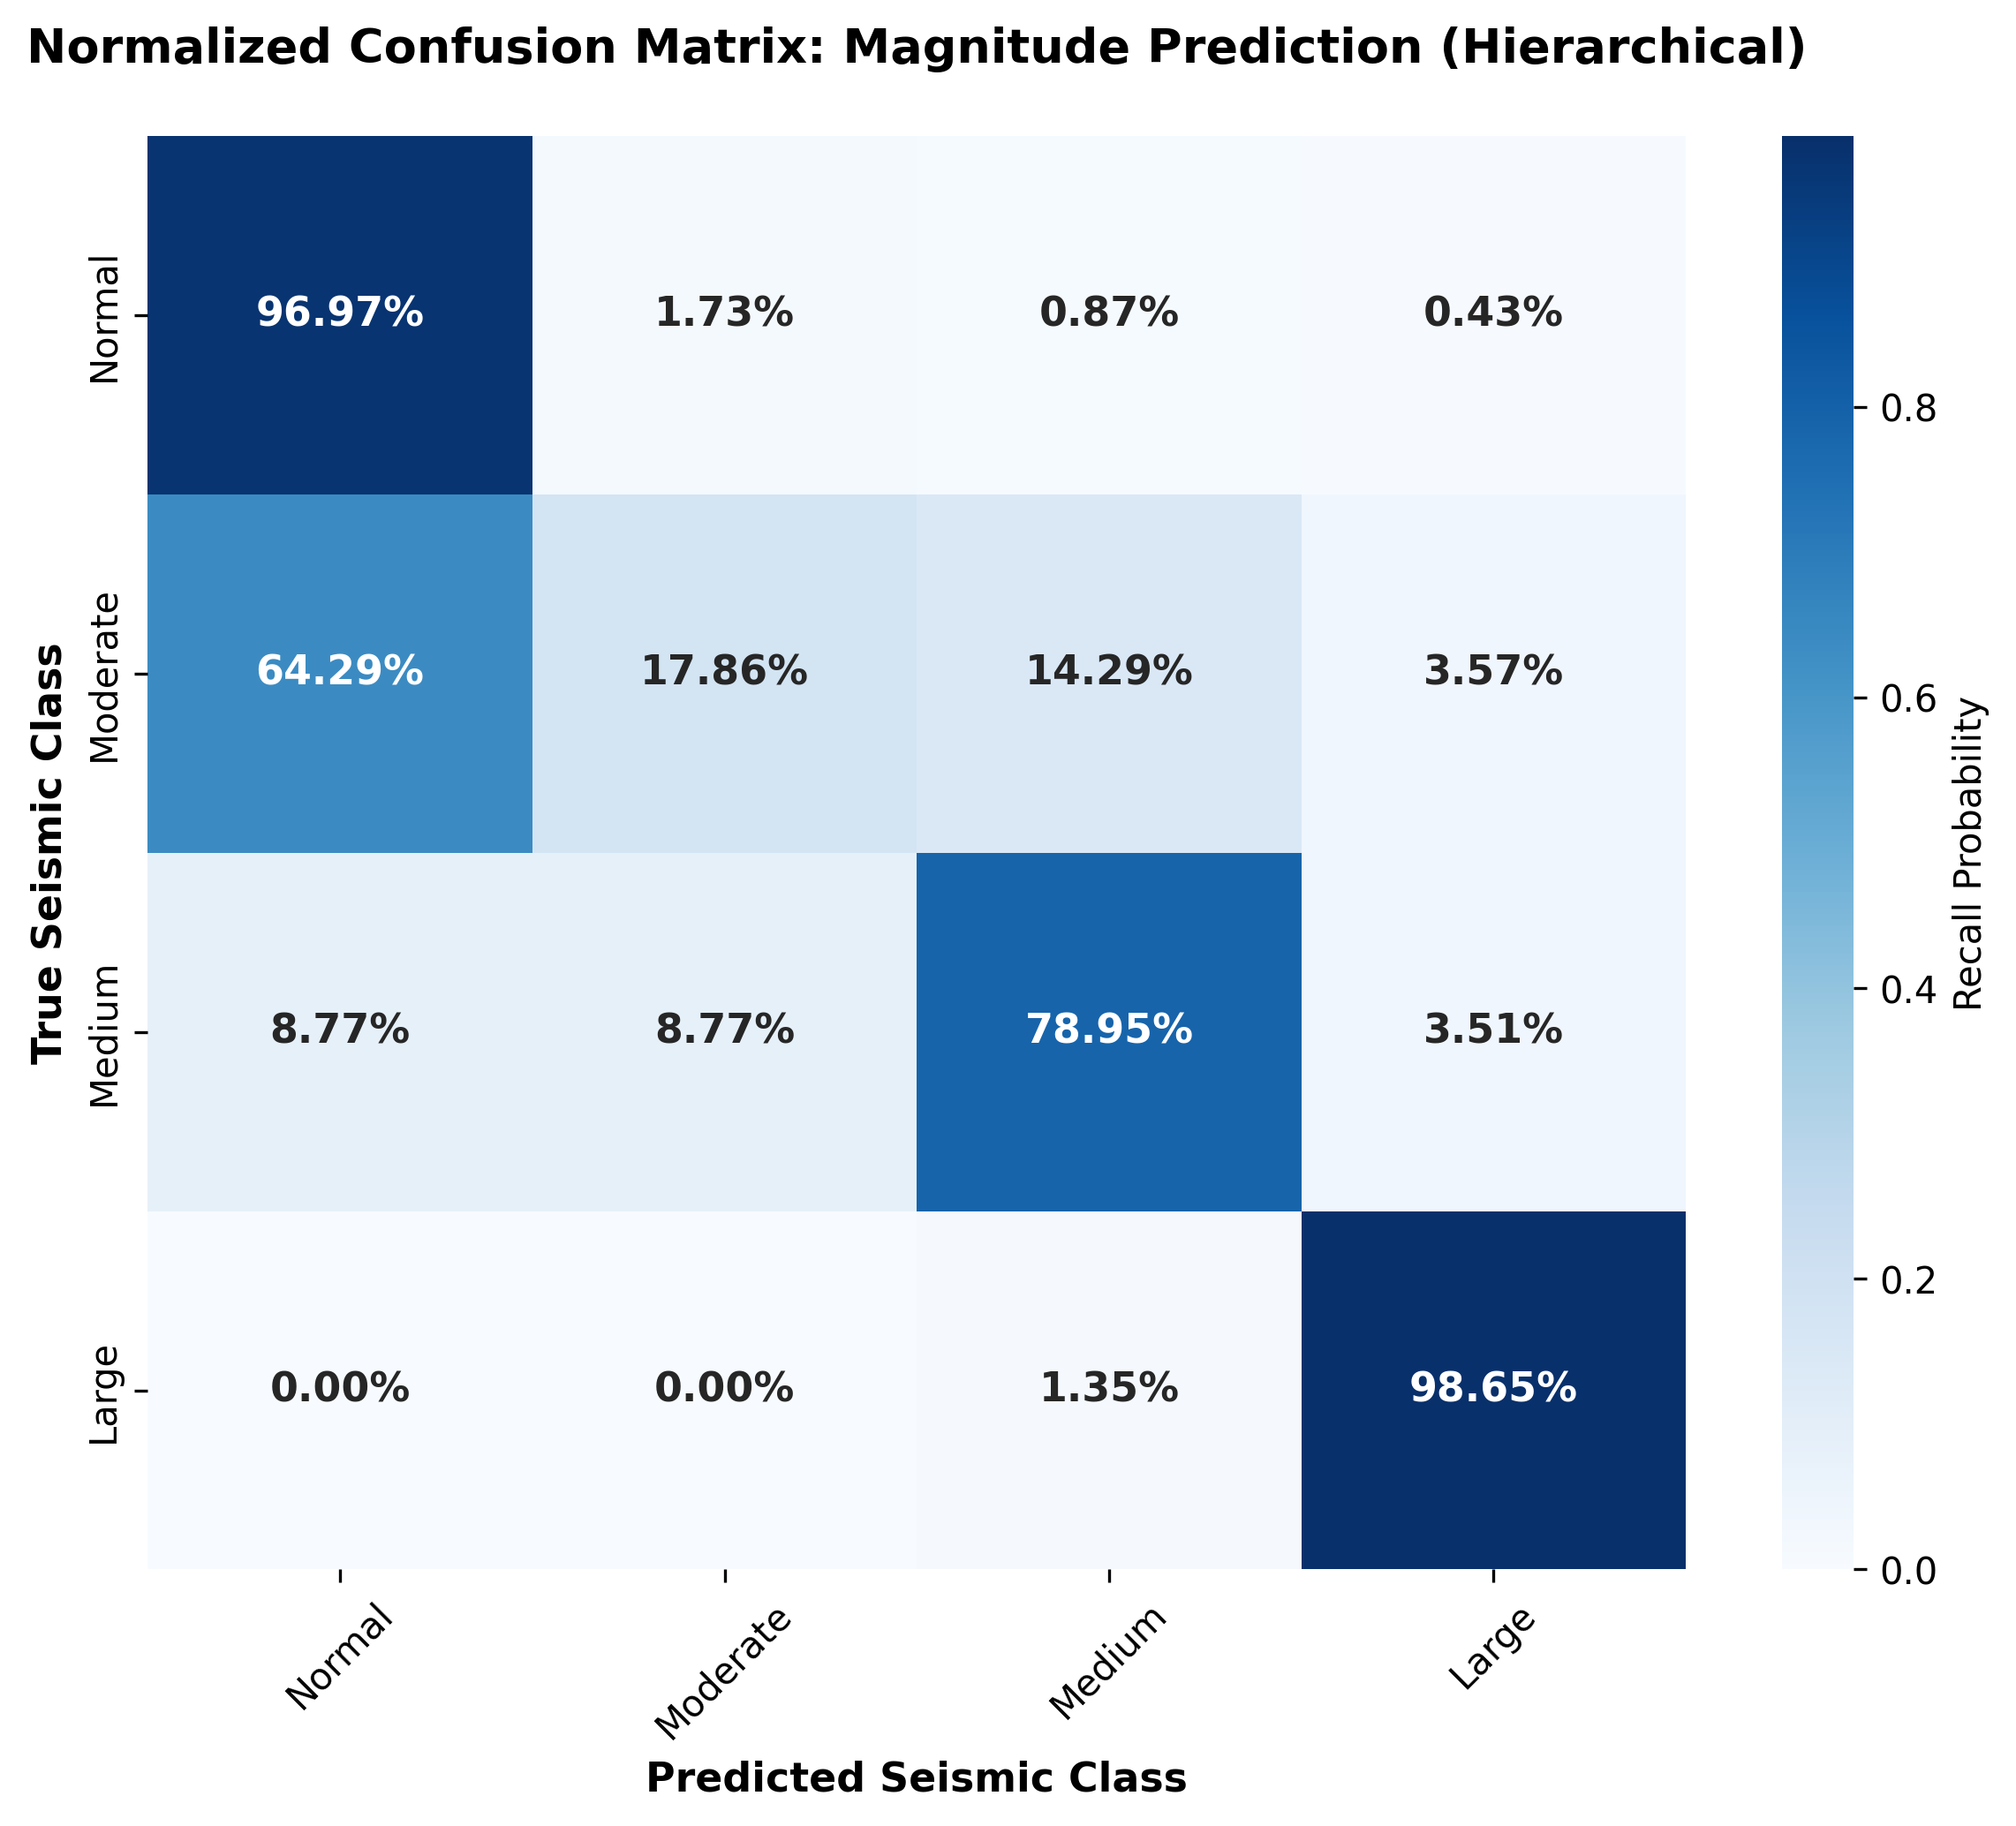 Normalized Confusion Matrix: Magnitude Prediction (Hierarchical)
True Seismic Class
Normal
96.97% 1.73% 0.87% 0.43%
Moderate
64.29% 17.86% 14.29% 3.57%
Medium
8.77% 8.77% 78.95% 3.51%
Large
0.00% 0.00% 1.35% 98.65%
Normal Moderate Medium Large
Predicted Seismic Class
0.8
0.6
0.4
0.2
0.0
Recall Probability